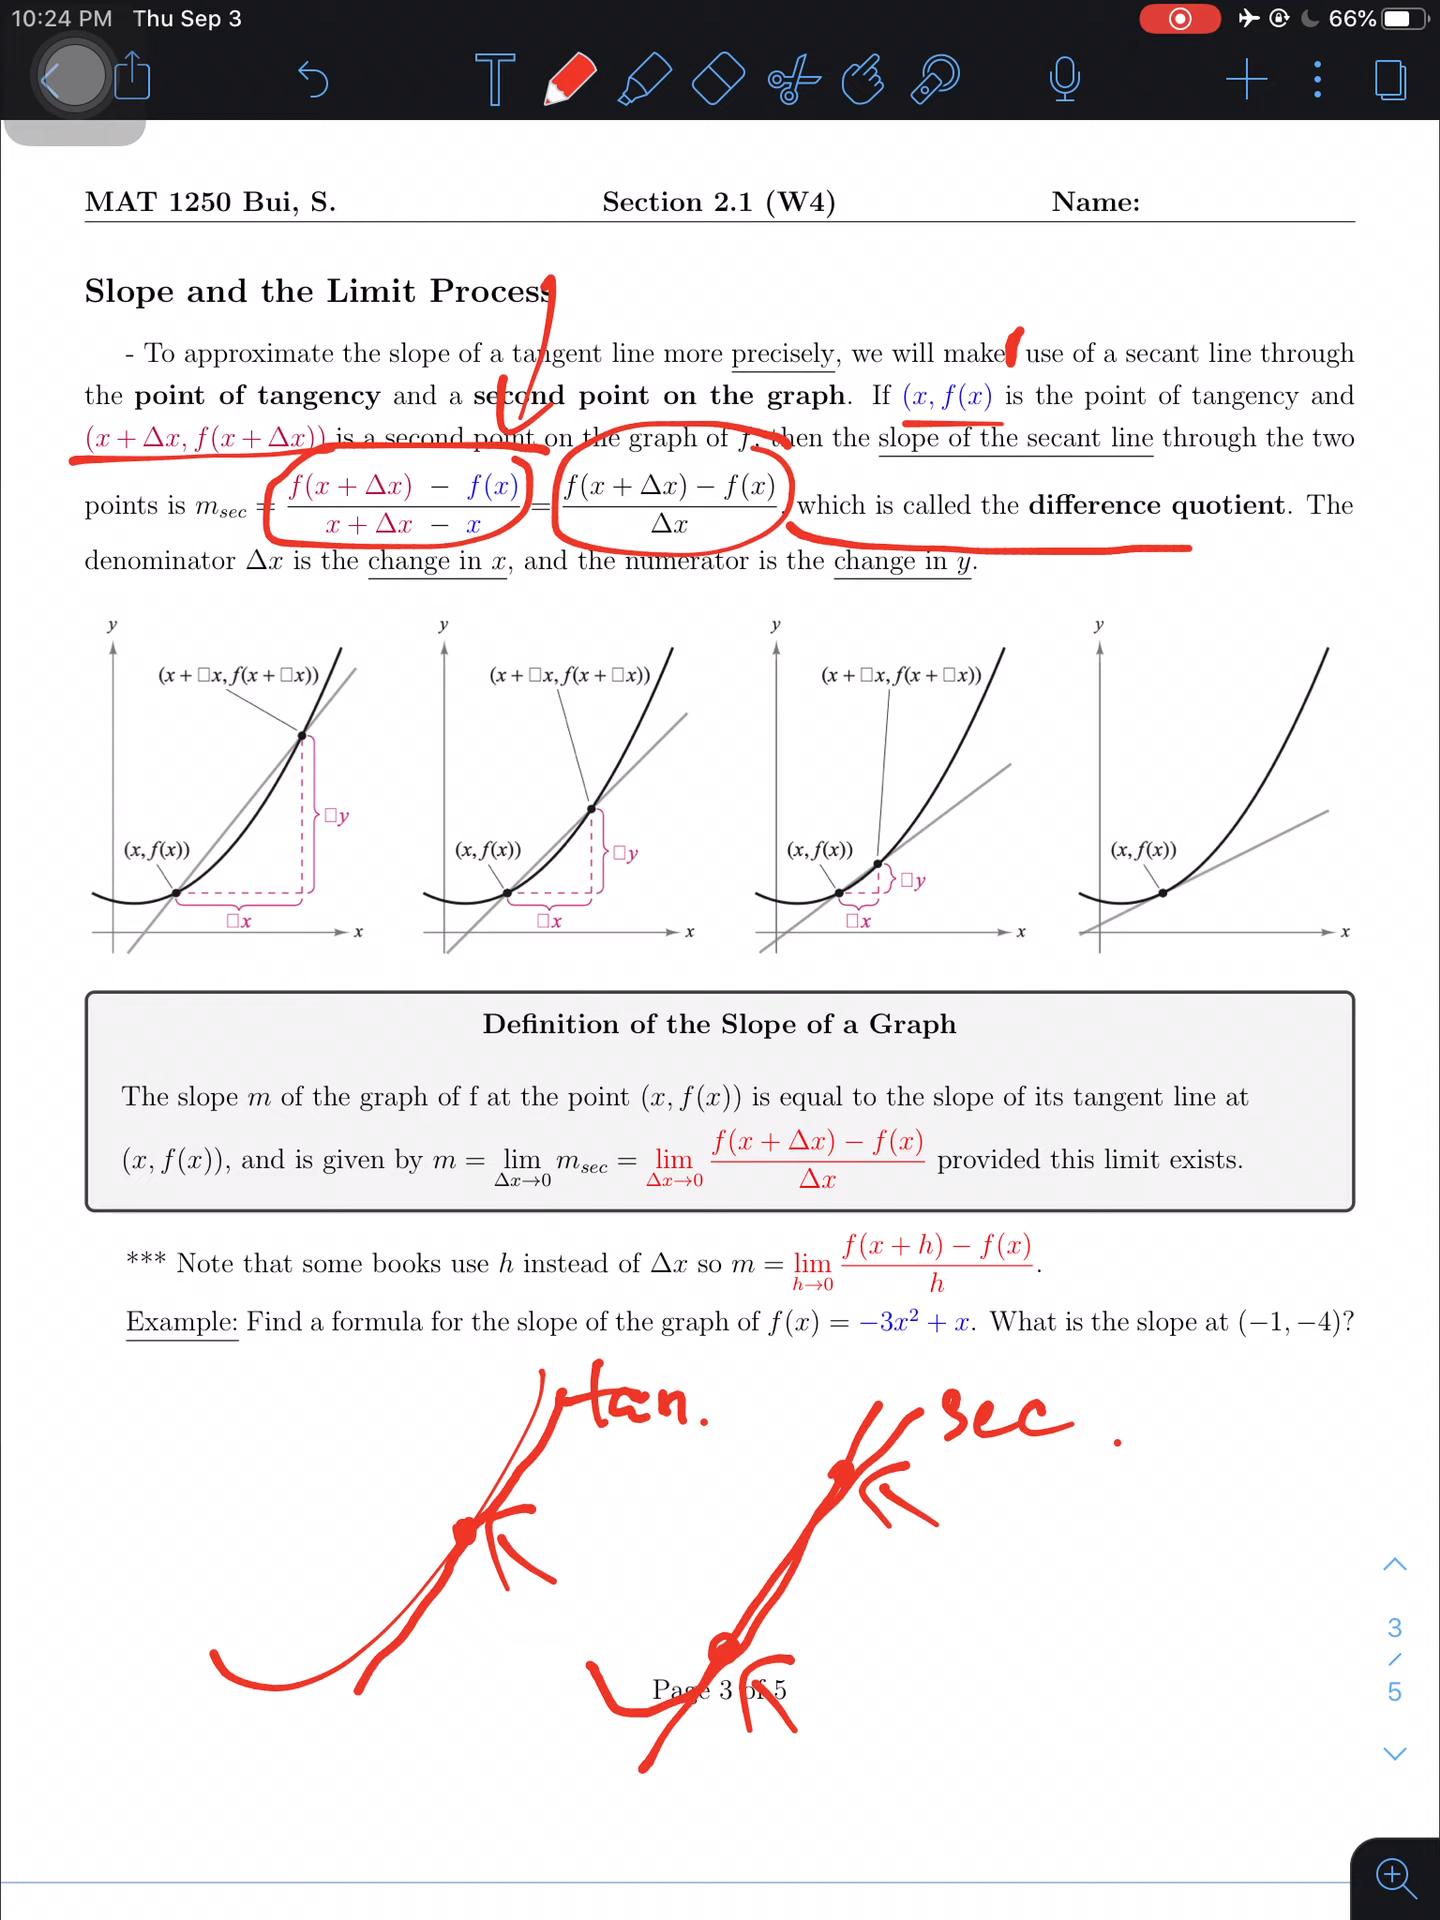 10:24 PM Thu Sep 3
66%
T
MAT 1250 Bui, S. Section 2.1 (W4) Name:
Slope and the Limit Process
- To approximate the slope of a tangent line more precisely, we will make use of a secant line through
the point of tangency and a second point on the graph. If (x, f(x) is the point of tangency and
(x + Δx, f(x + Δx)) is a second point on the graph of f, then the slope of the secant line through the two
points is m_sec = \frac{f(x + Δx) − f(x)}{x + Δx − x} = \frac{f(x + Δx) − f(x)}{Δx}, which is called the difference quotient. The
denominator Δx is the change in x, and the numerator is the change in y.
y y y y
(x + □x, f(x + □x)) (x + □x, f(x + □x)) (x + □x, f(x + □x))
□y □y □y
(x, f(x)) (x, f(x)) (x, f(x)) (x, f(x))
□x □x □x
x x x x
Definition of the Slope of a Graph
The slope m of the graph of f at the point (x, f(x)) is equal to the slope of its tangent line at
(x, f(x)), and is given by m = lim_{Δx→0} m_sec = lim_{Δx→0} \frac{f(x + Δx) − f(x)}{Δx} provided this limit exists.
*** Note that some books use h instead of Δx so m = lim_{h→0} \frac{f(x + h) − f(x)}{h}.
Example: Find a formula for the slope of the graph of f(x) = −3x² + x. What is the slope at (−1, −4)?
tan. sec.
3
/
5
Page 3 of 5